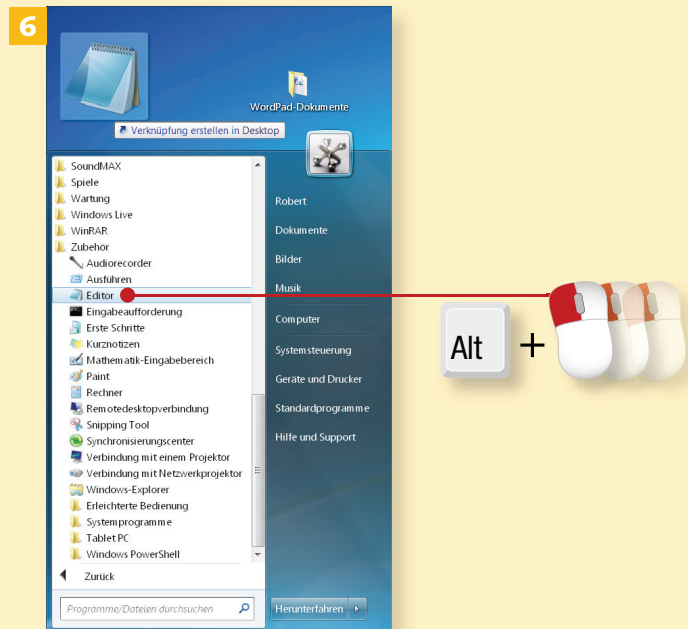 6
WordPad-Dokumente
Verknüpfung erstellen in Desktop
SoundMAX
Spiele
Wartung
Windows Live
WinRAR
Zubehör
Audiorecorder
Ausführen
Editor
Eingabeaufforderung
Erste Schritte
Kurznotizen
Mathematik-Eingabebereich
Paint
Rechner
Remotedesktopverbindung
Snipping Tool
Synchronisierungscenter
Verbindung mit einem Projektor
Verbindung mit Netzwerkprojektor
Windows-Explorer
Erleichterte Bedienung
Systemprogramme
Tablet PC
Windows PowerShell
Zurück
Programme/Dateien durchsuchen
Robert
Dokumente
Bilder
Musik
Computer
Systemsteuerung
Geräte und Drucker
Standardprogramme
Hilfe und Support
Herunterfahren
Alt +